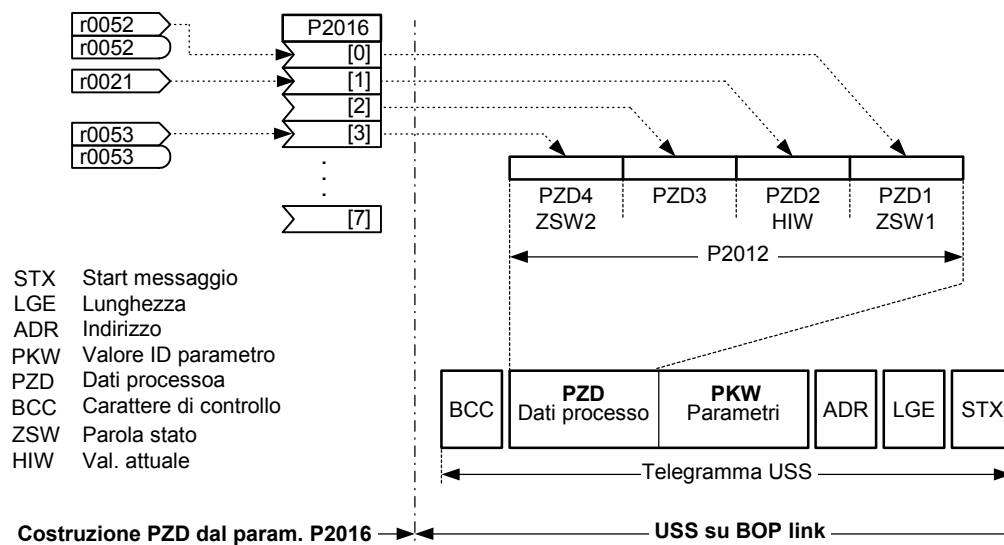 r0052
r0052
r0021
r0053
r0053
P2016
[0]
[1]
[2]
[3]
[7]
PZD4
ZSW2
PZD3
PZD2
HIW
PZD1
ZSW1
P2012
STX Start messaggio
LGE Lunghezza
ADR Indirizzo
PKW Valore ID parametro
PZD Dati processoa
BCC Carattere di controllo
ZSW Parola stato
HIW Val. attuale
BCC
PZD
Dati processo
PKW
Parametri
ADR
LGE
STX
Telegramma USS
Costruzione PZD dal param. P2016
USS su BOP link